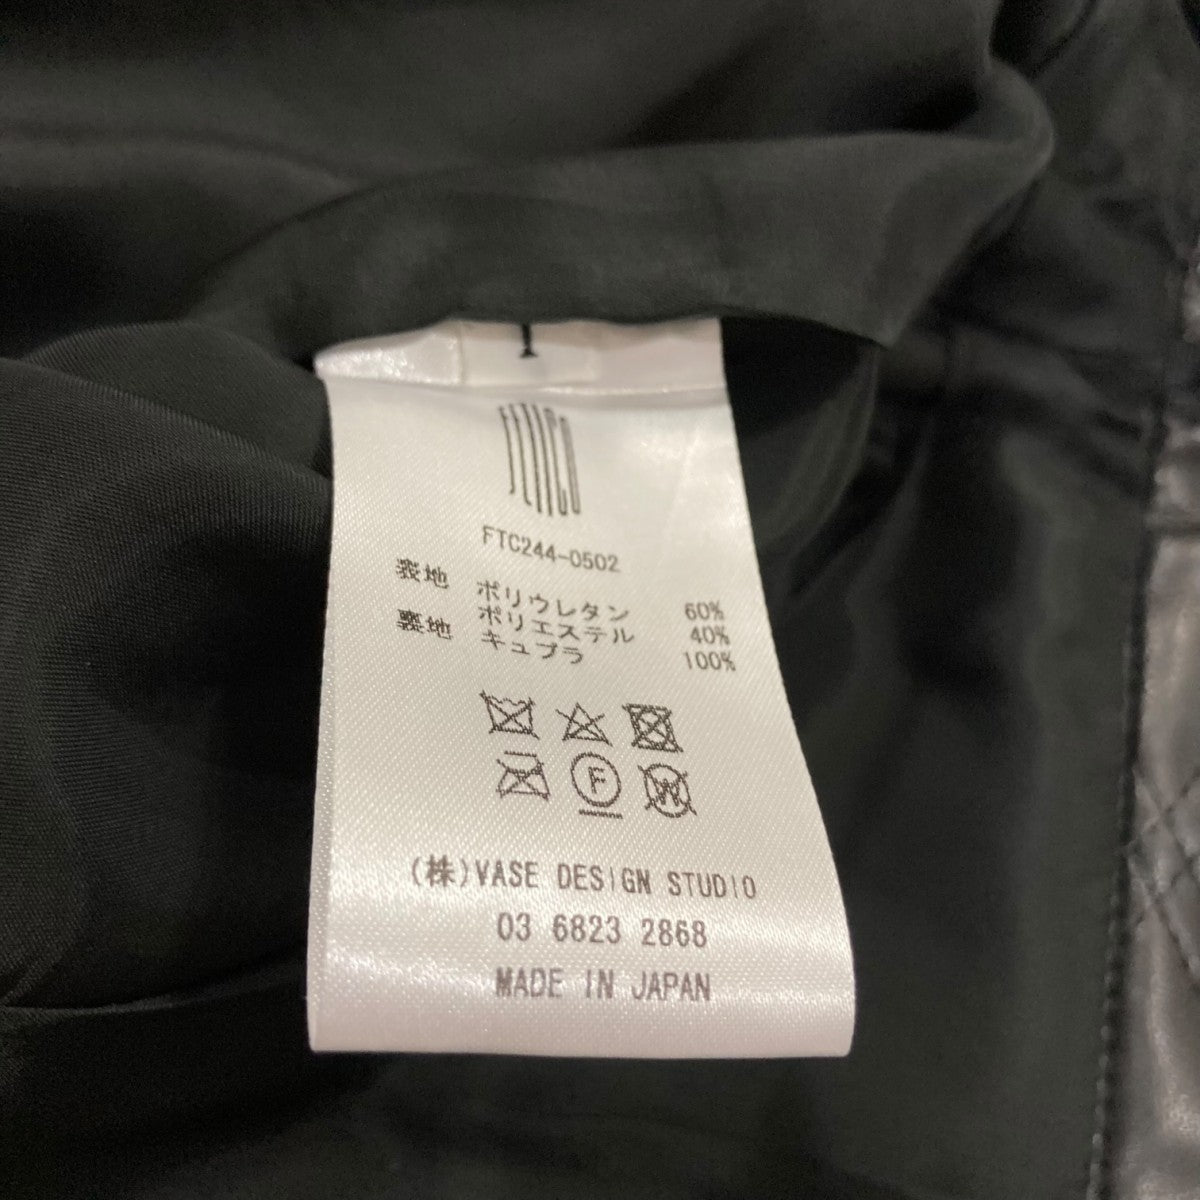 FETICO
FTC244-0502
表地 ポリウレタン 60%
ポリエステル 40%
裏地 キュプラ 100%
F
W
(株)VASE DESIGN STUDIO
03 6823 2868
MADE IN JAPAN